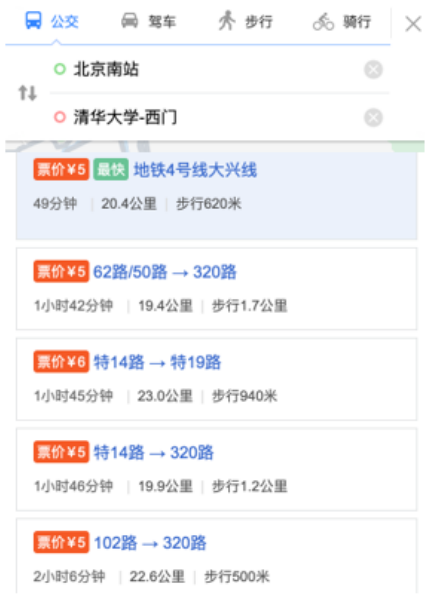 公交 驾车 步行 骑行
北京南站
清华大学-西门
票价¥5 最快 地铁4号线大兴线
49分钟 | 20.4公里 | 步行620米
票价¥5 62路/50路 → 320路
1小时42分钟 | 19.4公里 | 步行1.7公里
票价¥6 特14路 → 特19路
1小时45分钟 | 23.0公里 | 步行940米
票价¥5 特14路 → 320路
1小时46分钟 | 19.9公里 | 步行1.2公里
票价¥5 102路 → 320路
2小时6分钟 | 22.6公里 | 步行500米